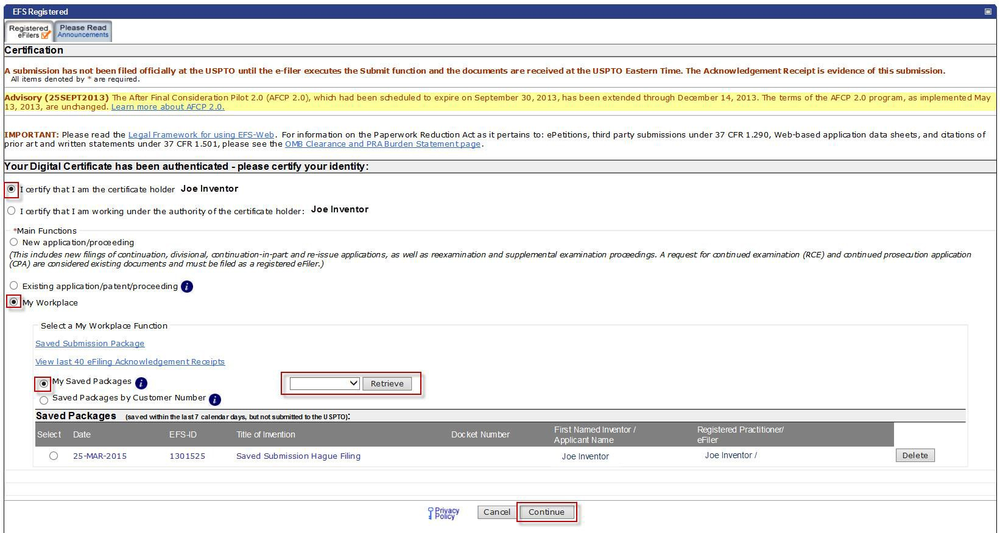 EFS Registered
Registered eFilers
Please Read Announcements
Certification
A submission has not been filed officially at the USPTO until the e-filer executes the Submit function and the documents are received at the USPTO Eastern Time. The Acknowledgement Receipt is evidence of this submission.
All items denoted by * are required.
Advisory (25SEPT2013) The After Final Consideration Pilot 2.0 (AFCP 2.0), which had been scheduled to expire on September 30, 2013, has been extended through December 14, 2013. The terms of the AFCP 2.0 program, as implemented May
13, 2013, are unchanged. Learn more about AFCP 2.0.
IMPORTANT: Please read the Legal Framework for using EFS-Web. For information on the Paperwork Reduction Act as it pertains to: ePetitions, third party submissions under 37 CFR 1.290, Web-based application data sheets, and citations of
prior art and written statements under 37 CFR 1.501, please see the OMB Clearance and PRA Burden Statement page.
Your Digital Certificate has been authenticated - please certify your identity:
I certify that I am the certificate holder Joe Inventor
I certify that I am working under the authority of the certificate holder: Joe Inventor
*Main Functions
New application/proceeding
(This includes new filings of continuation, divisional, continuation-in-part and re-issue applications, as well as reexamination and supplemental examination proceedings. A request for continued examination (RCE) and continued prosecution application
(CPA) are considered existing documents and must be filed as a registered eFiler.)
Existing application/patent/proceeding i
My Workplace
Select a My Workplace Function
Saved Submission Package
View last 40 eFiling Acknowledgement Receipts
My Saved Packages i Retrieve
Saved Packages by Customer Number i
Saved Packages (saved within the last 7 calendar days, but not submitted to the USPTO):
Select Date EFS-ID Title of Invention Docket Number First Named Inventor / Applicant Name Registered Practitioner/ eFiler
25-MAR-2015 1301525 Saved Submission Hague Filing Joe Inventor Joe Inventor / Delete
Privacy Policy Cancel Continue